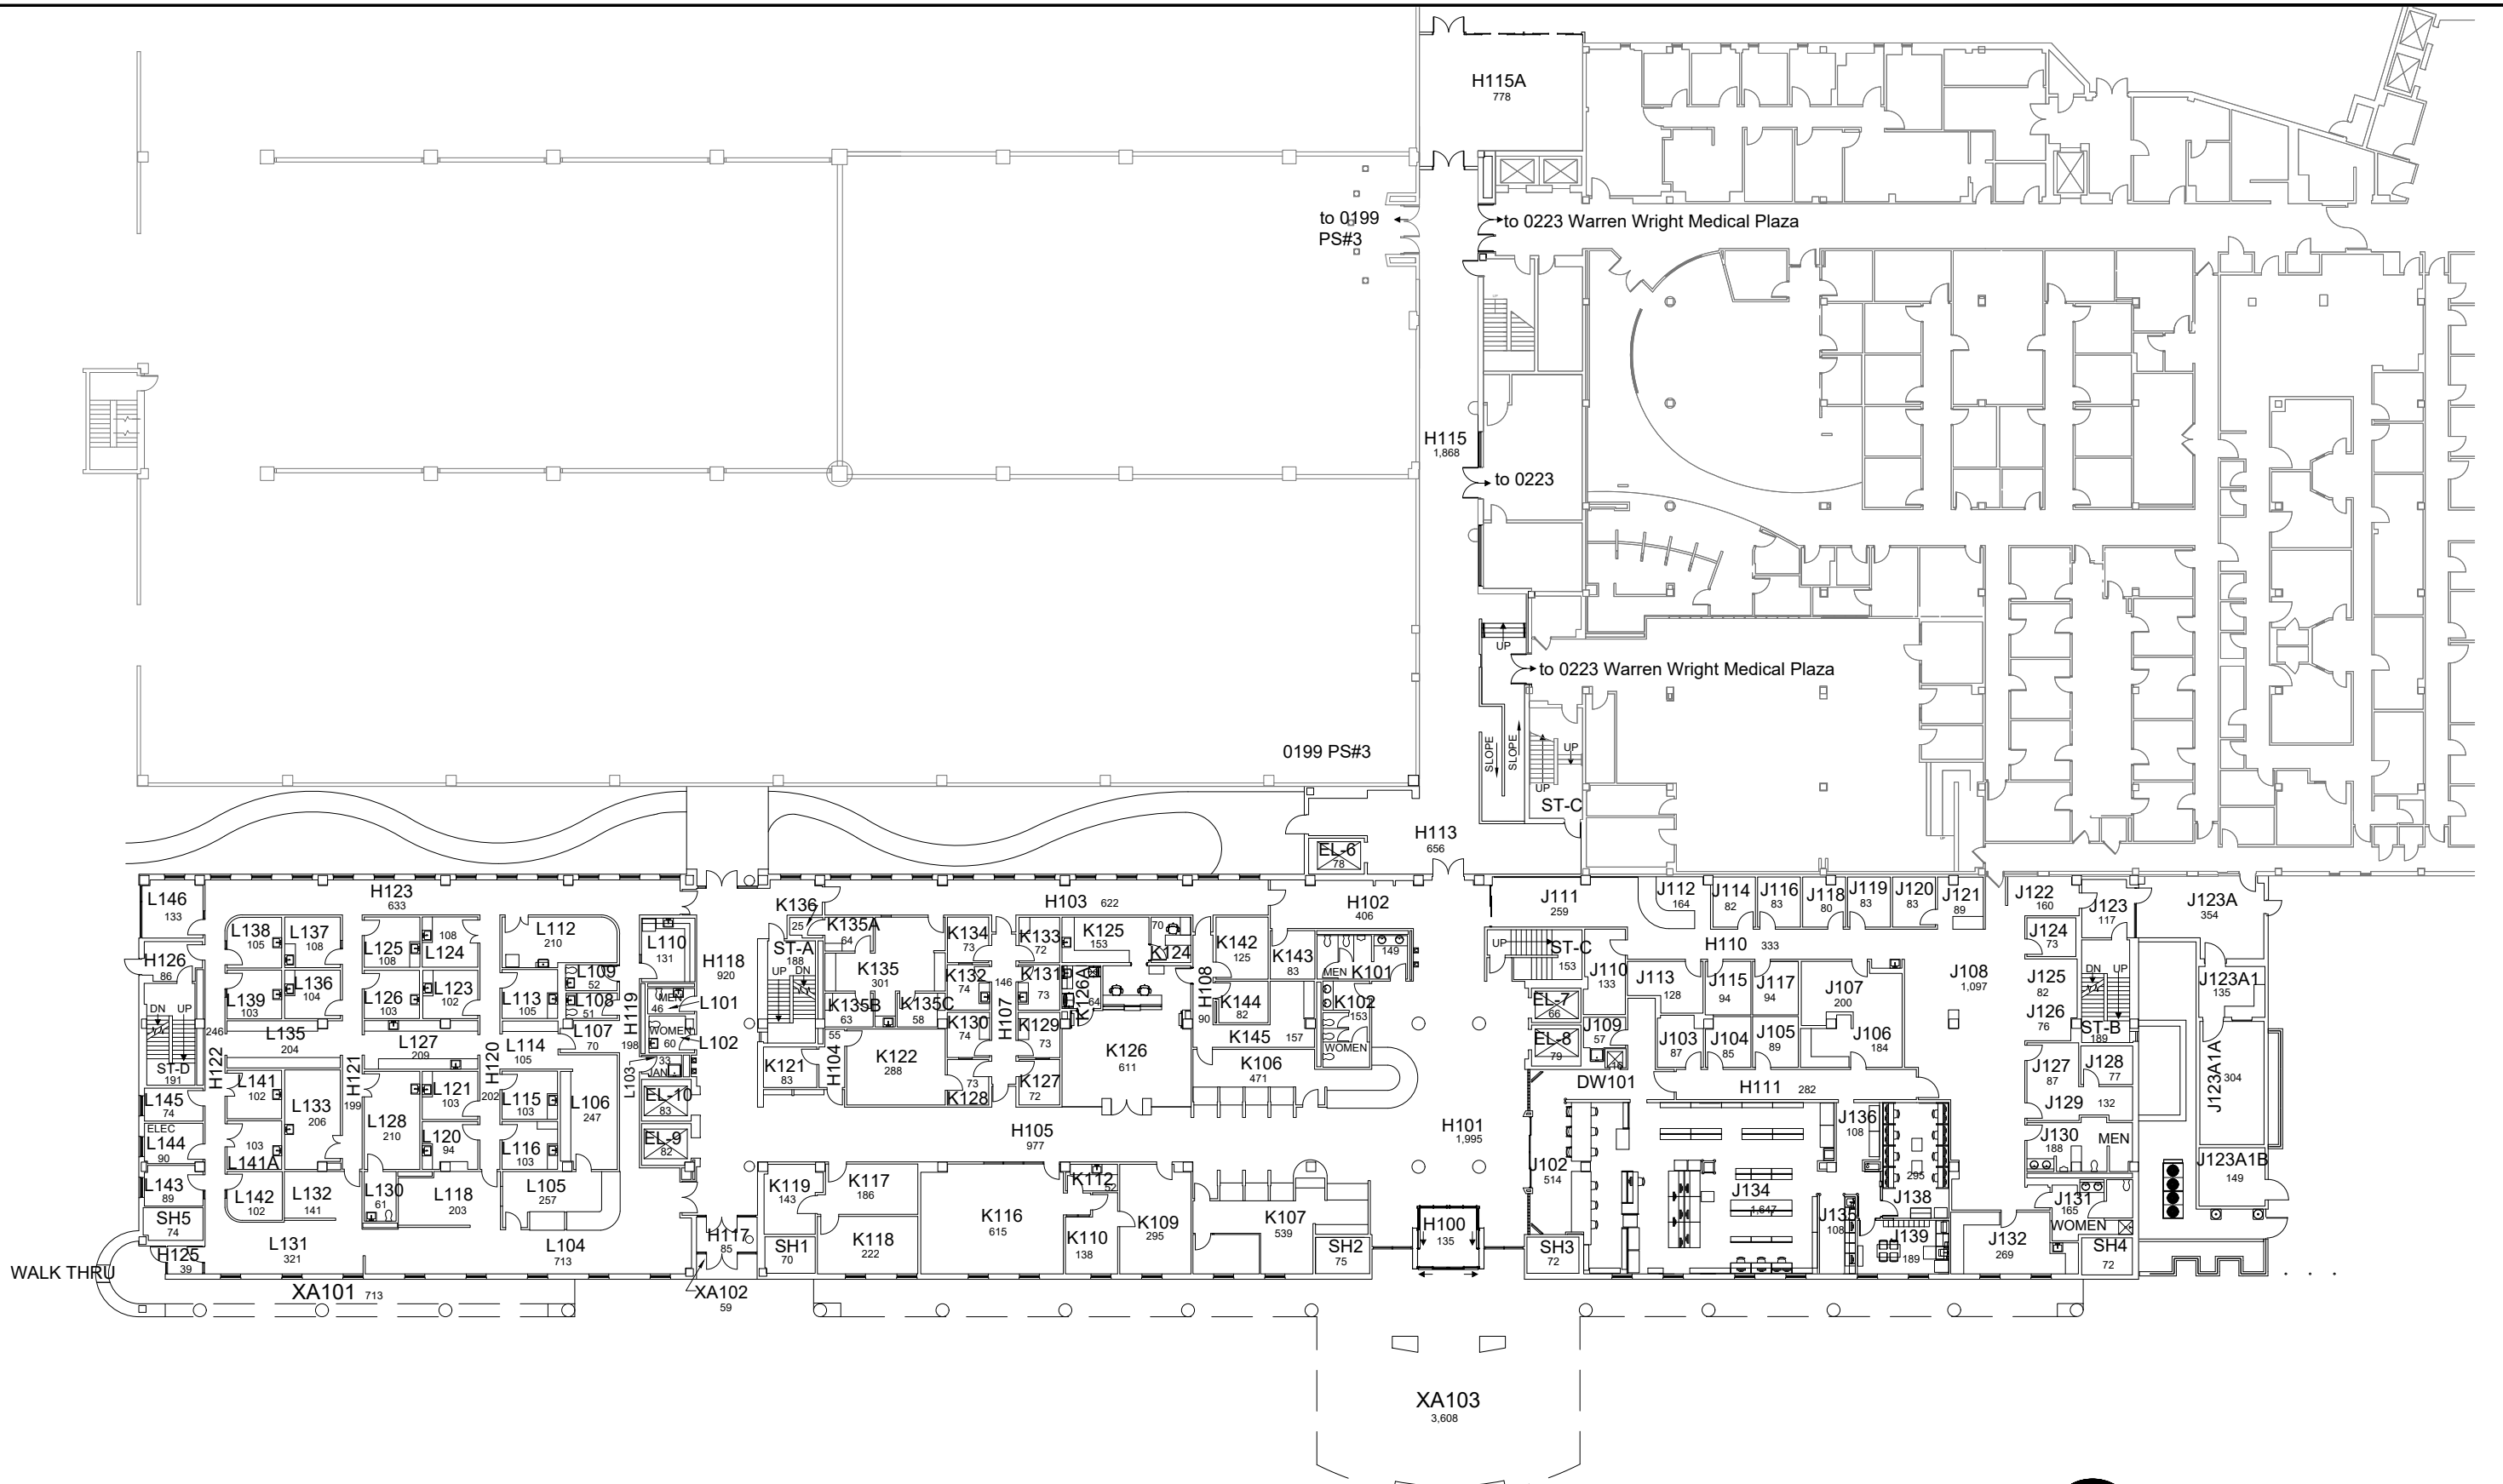 H115A
778
to 0199
PS#3
to 0223 Warren Wright Medical Plaza
H115
1,868
to 0223
UP
to 0223 Warren Wright Medical Plaza
SLOPE
SLOPE
UP
UP
ST-C
0199 PS#3
H113
656
EL-6
78
L146
133
H123
633
L138
105
L137
108
L125
108
108
L124
L112
210
L110
131
H118
920
H126
86
L139
103
L136
104
L126
103
L123
102
L113
105
L109
52
L108
51
H119
198
MEN
46
L101
WOMEN
60
L102
DN UP
ST-D
191
246
H122
L135
204
L127
209
L114
105
L107
70
H121
199
H120
202
L103
33
JAN
EL-10
83
EL-9
82
L145
74
ELEC
L144
90
L143
89
SH5
74
H125
39
WALK THRU
L141
102
103
L141A
L142
102
L133
206
L132
141
L128
210
L121
103
L120
94
L130
61
L118
203
L115
103
L116
103
L106
247
L105
257
L131
321
L104
713
XA101 713
H117
85
XA102
59
K136
25
ST-A
188
UP DN
K135A
64
K135
301
K135B
63
K135C
58
K134
73
K132
74
K130
74
73
K128
146
H107
H103 622
K133
72
K131
73
K129
73
K127
72
K125
153
70
K124
K126A
64
K126
611
K121
83
55
H104
K122
288
H108
90
K142
125
K143
83
K144
82
K145 157
K106
471
H102
406
149
MEN K101
K102
153
WOMEN
H105
977
K119
143
K117
186
K118
222
SH1
70
K116
615
K112
52
K110
138
K109
295
K107
539
SH2
75
H101
1,995
H100
135
XA103
3,608
J111
259
J112
164
J114
82
J116
83
J118
80
J119
83
J120
83
J121
89
J122
160
J123
117
J123A
354
UP
ST-C
153
J110
133
H110 333
J113
128
J115
94
J117
94
J107
200
J108
1,097
J124
73
J125
82
J126
76
DN UP
ST-B
189
J123A1
135
EL-7
66
EL-8
79
J109
57
16
J103
87
J104
85
J105
89
J106
184
DW101
H111 282
J127
87
J128
77
J129 132
J123A1A
304
J136
108
J130
188
MEN
J102
514
J134
1,647
J135
108
295
J138
J139
189
J131
165
WOMEN
J132
269
SH3
72
SH4
72
J123A1B
149